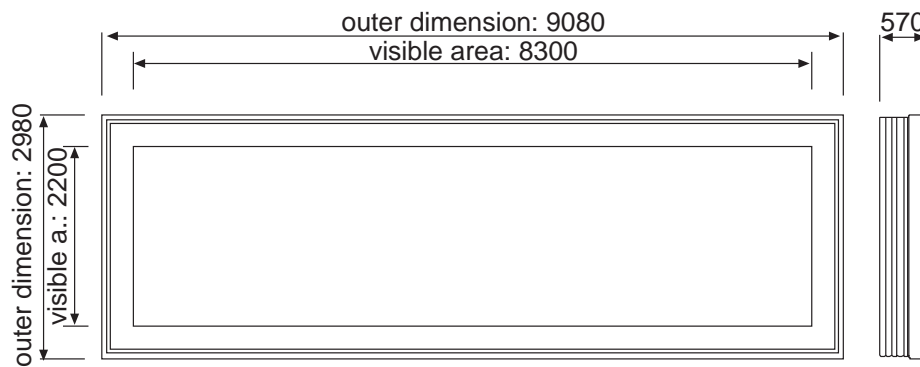 outer dimension: 9080
visible area: 8300
570
outer dimension: 2980
visible a.: 2200